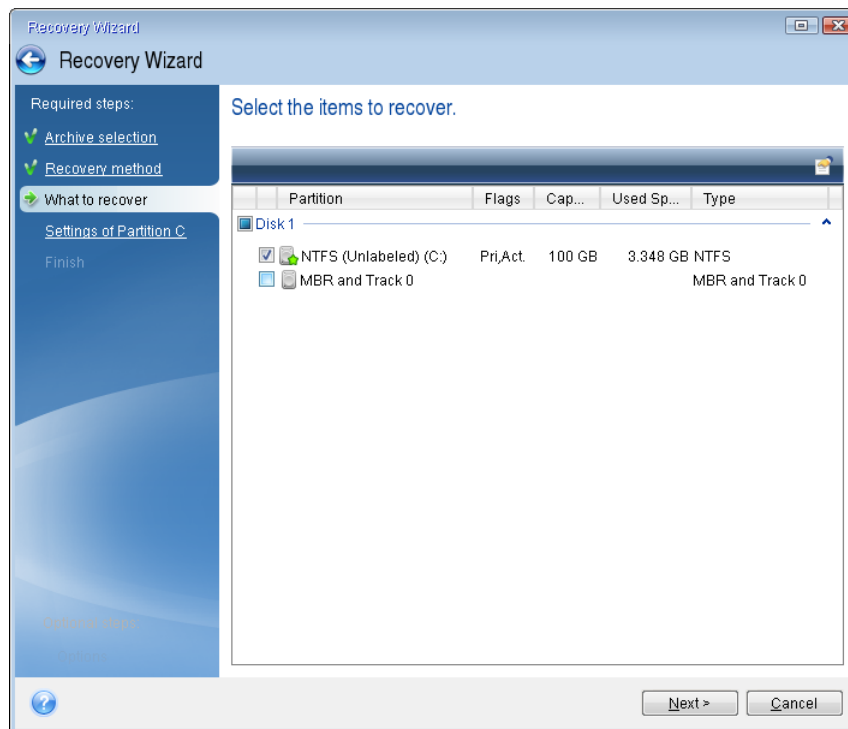 Recovery Wizard
Recovery Wizard
Required steps:
Archive selection
Recovery method
What to recover
Settings of Partition C
Finish
Select the items to recover.
Partition Flags Cap... Used Sp... Type
Disk 1
NTFS (Unlabeled) (C:) Pri,Act. 100 GB 3.348 GB NTFS
MBR and Track 0 MBR and Track 0
?
Next >
Cancel